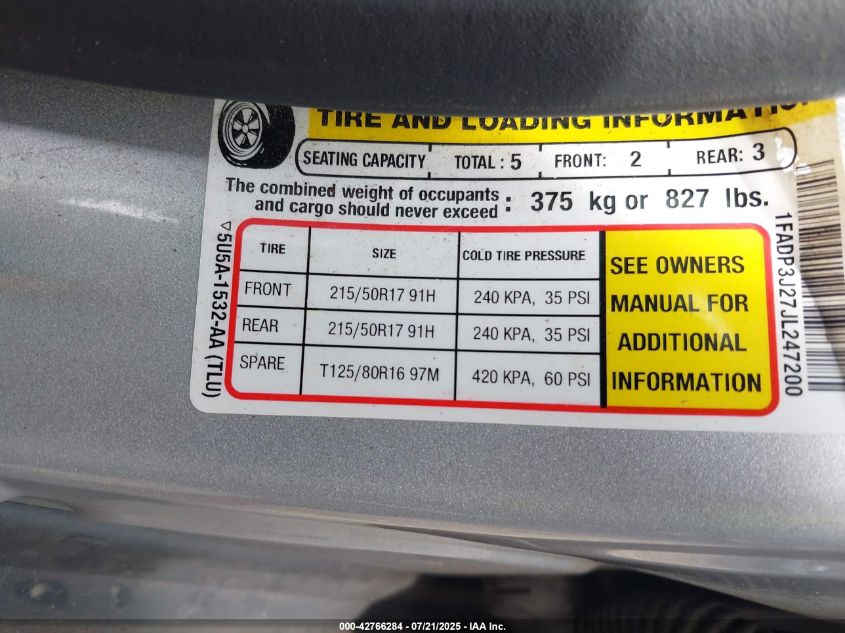 TIRE AND LOADING INFORMATION
SEATING CAPACITY TOTAL : 5 FRONT: 2 REAR: 3
The combined weight of occupants
and cargo should never exceed : 375 kg or 827 lbs.
TIRE SIZE COLD TIRE PRESSURE
FRONT 215/50R17 91H 240 KPA, 35 PSI
REAR 215/50R17 91H 240 KPA, 35 PSI
SPARE T125/80R16 97M 420 KPA, 60 PSI
SEE OWNERS
MANUAL FOR
ADDITIONAL
INFORMATION
5U5A-1532-AA (TLU)
1FADP3J27JL247200
000-42766284 - 07/21/2025 - IAA Inc.